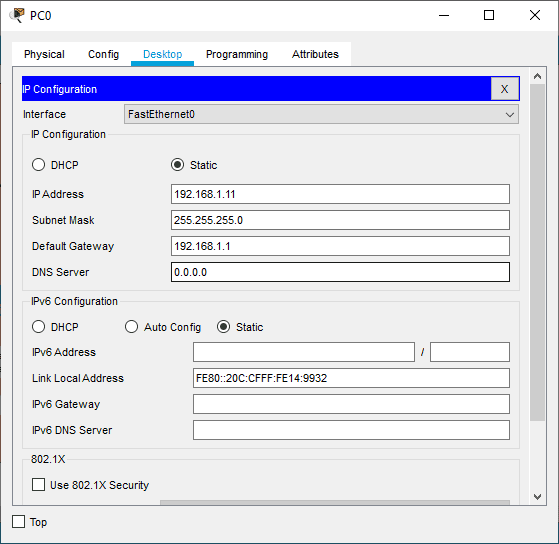 PC0
Physical Config Desktop Programming Attributes
IP Configuration X
Interface FastEthernet0
IP Configuration
DHCP Static
IP Address 192.168.1.11
Subnet Mask 255.255.255.0
Default Gateway 192.168.1.1
DNS Server 0.0.0.0
IPv6 Configuration
DHCP Auto Config Static
IPv6 Address /
Link Local Address FE80::20C:CFFF:FE14:9932
IPv6 Gateway
IPv6 DNS Server
802.1X
Use 802.1X Security
Top